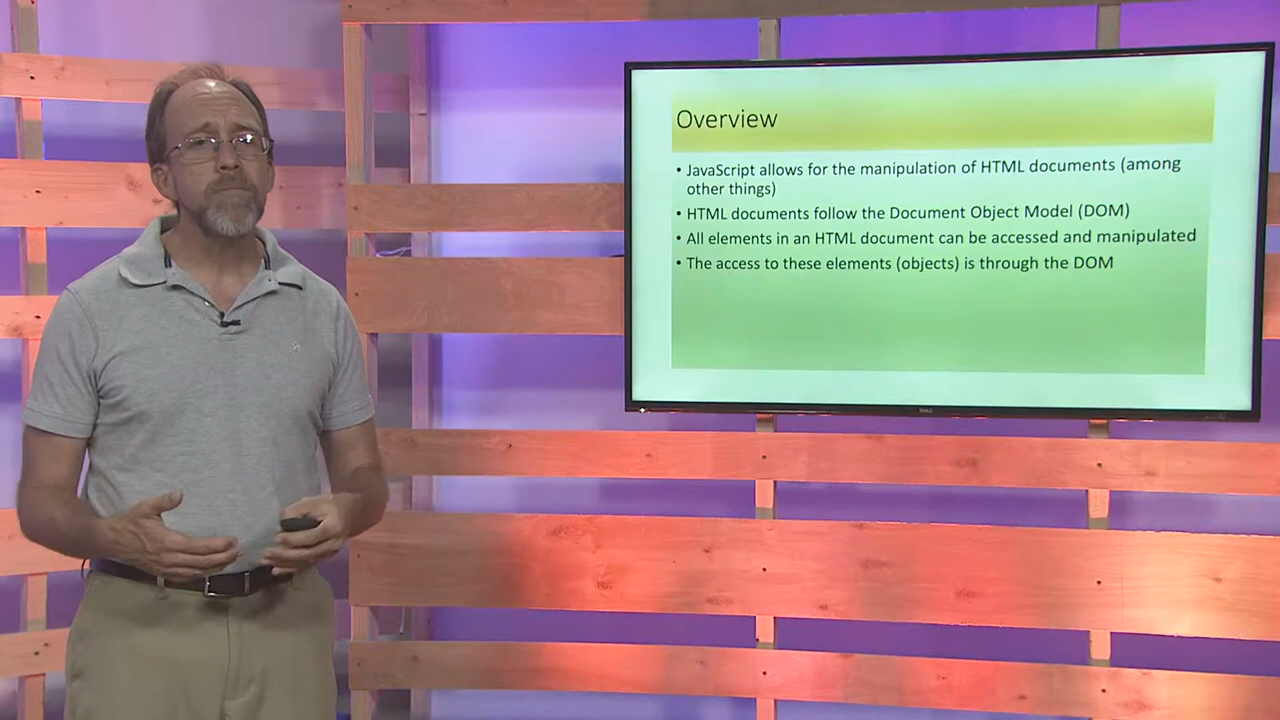 Overview
• JavaScript allows for the manipulation of HTML documents (among
other things)
• HTML documents follow the Document Object Model (DOM)
• All elements in an HTML document can be accessed and manipulated
• The access to these elements (objects) is through the DOM
DELL